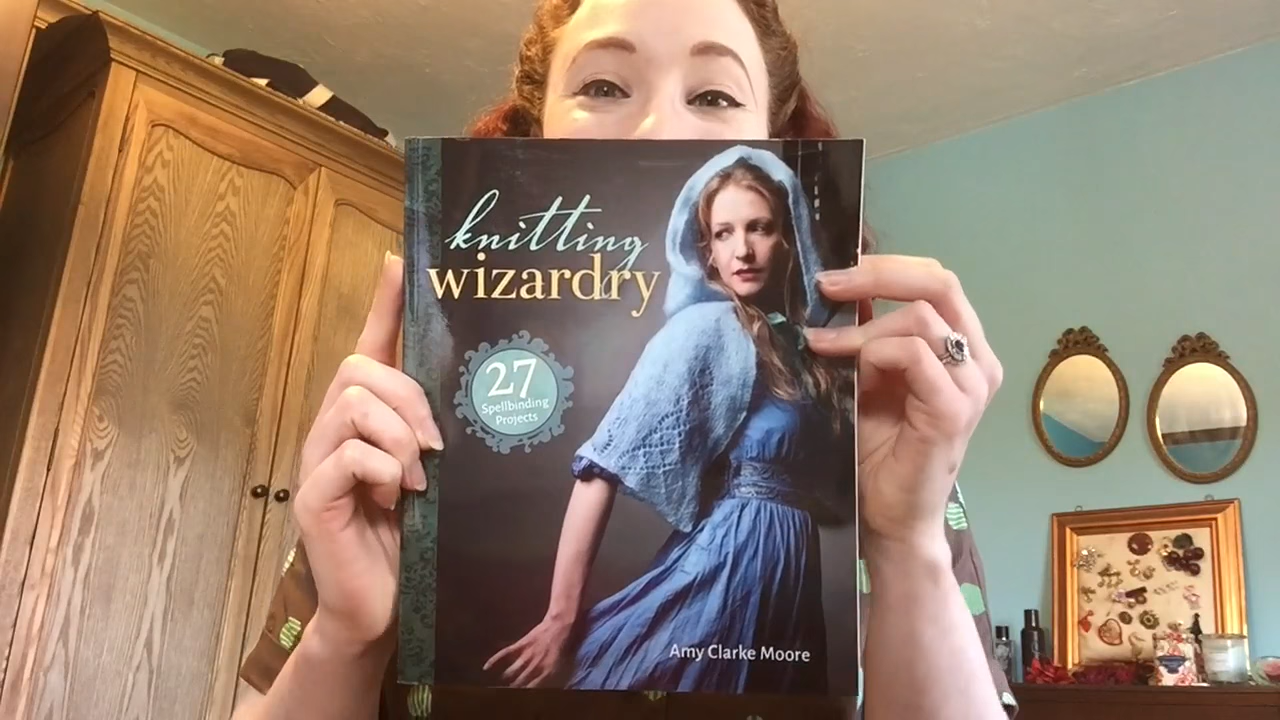 knitting
wizardry
27
Spellbinding
Projects
Amy Clarke Moore